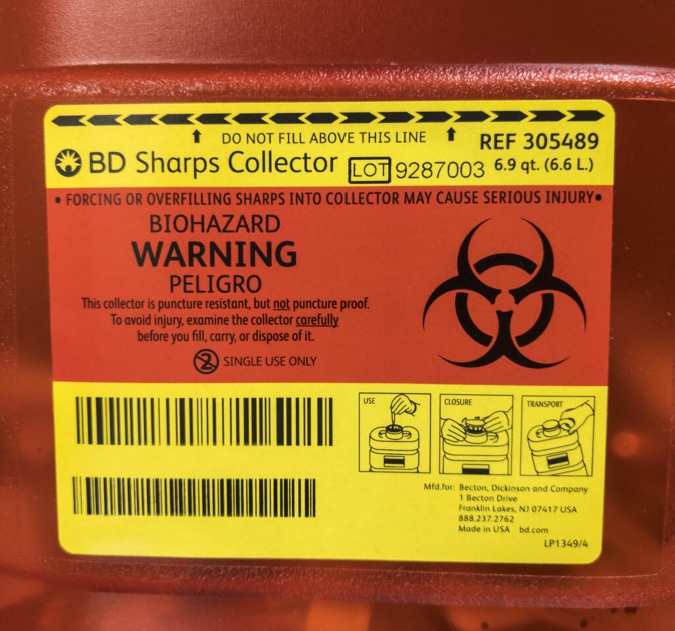 DO NOT FILL ABOVE THIS LINE
REF 305489
BD Sharps Collector
LOT 9287003
6.9 qt. (6.6 L.)
• FORCING OR OVERFILLING SHARPS INTO COLLECTOR MAY CAUSE SERIOUS INJURY•
BIOHAZARD
WARNING
PELIGRO
This collector is puncture resistant, but not puncture proof.
To avoid injury, examine the collector carefully
before you fill, carry, or dispose of it.
2 SINGLE USE ONLY
USE
CLOSURE
TRANSPORT
Mfd.for: Becton, Dickinson and Company
1 Becton Drive
Franklin Lakes, NJ 07417 USA
888.237.2762
Made in USA bd.com
LP1349/4